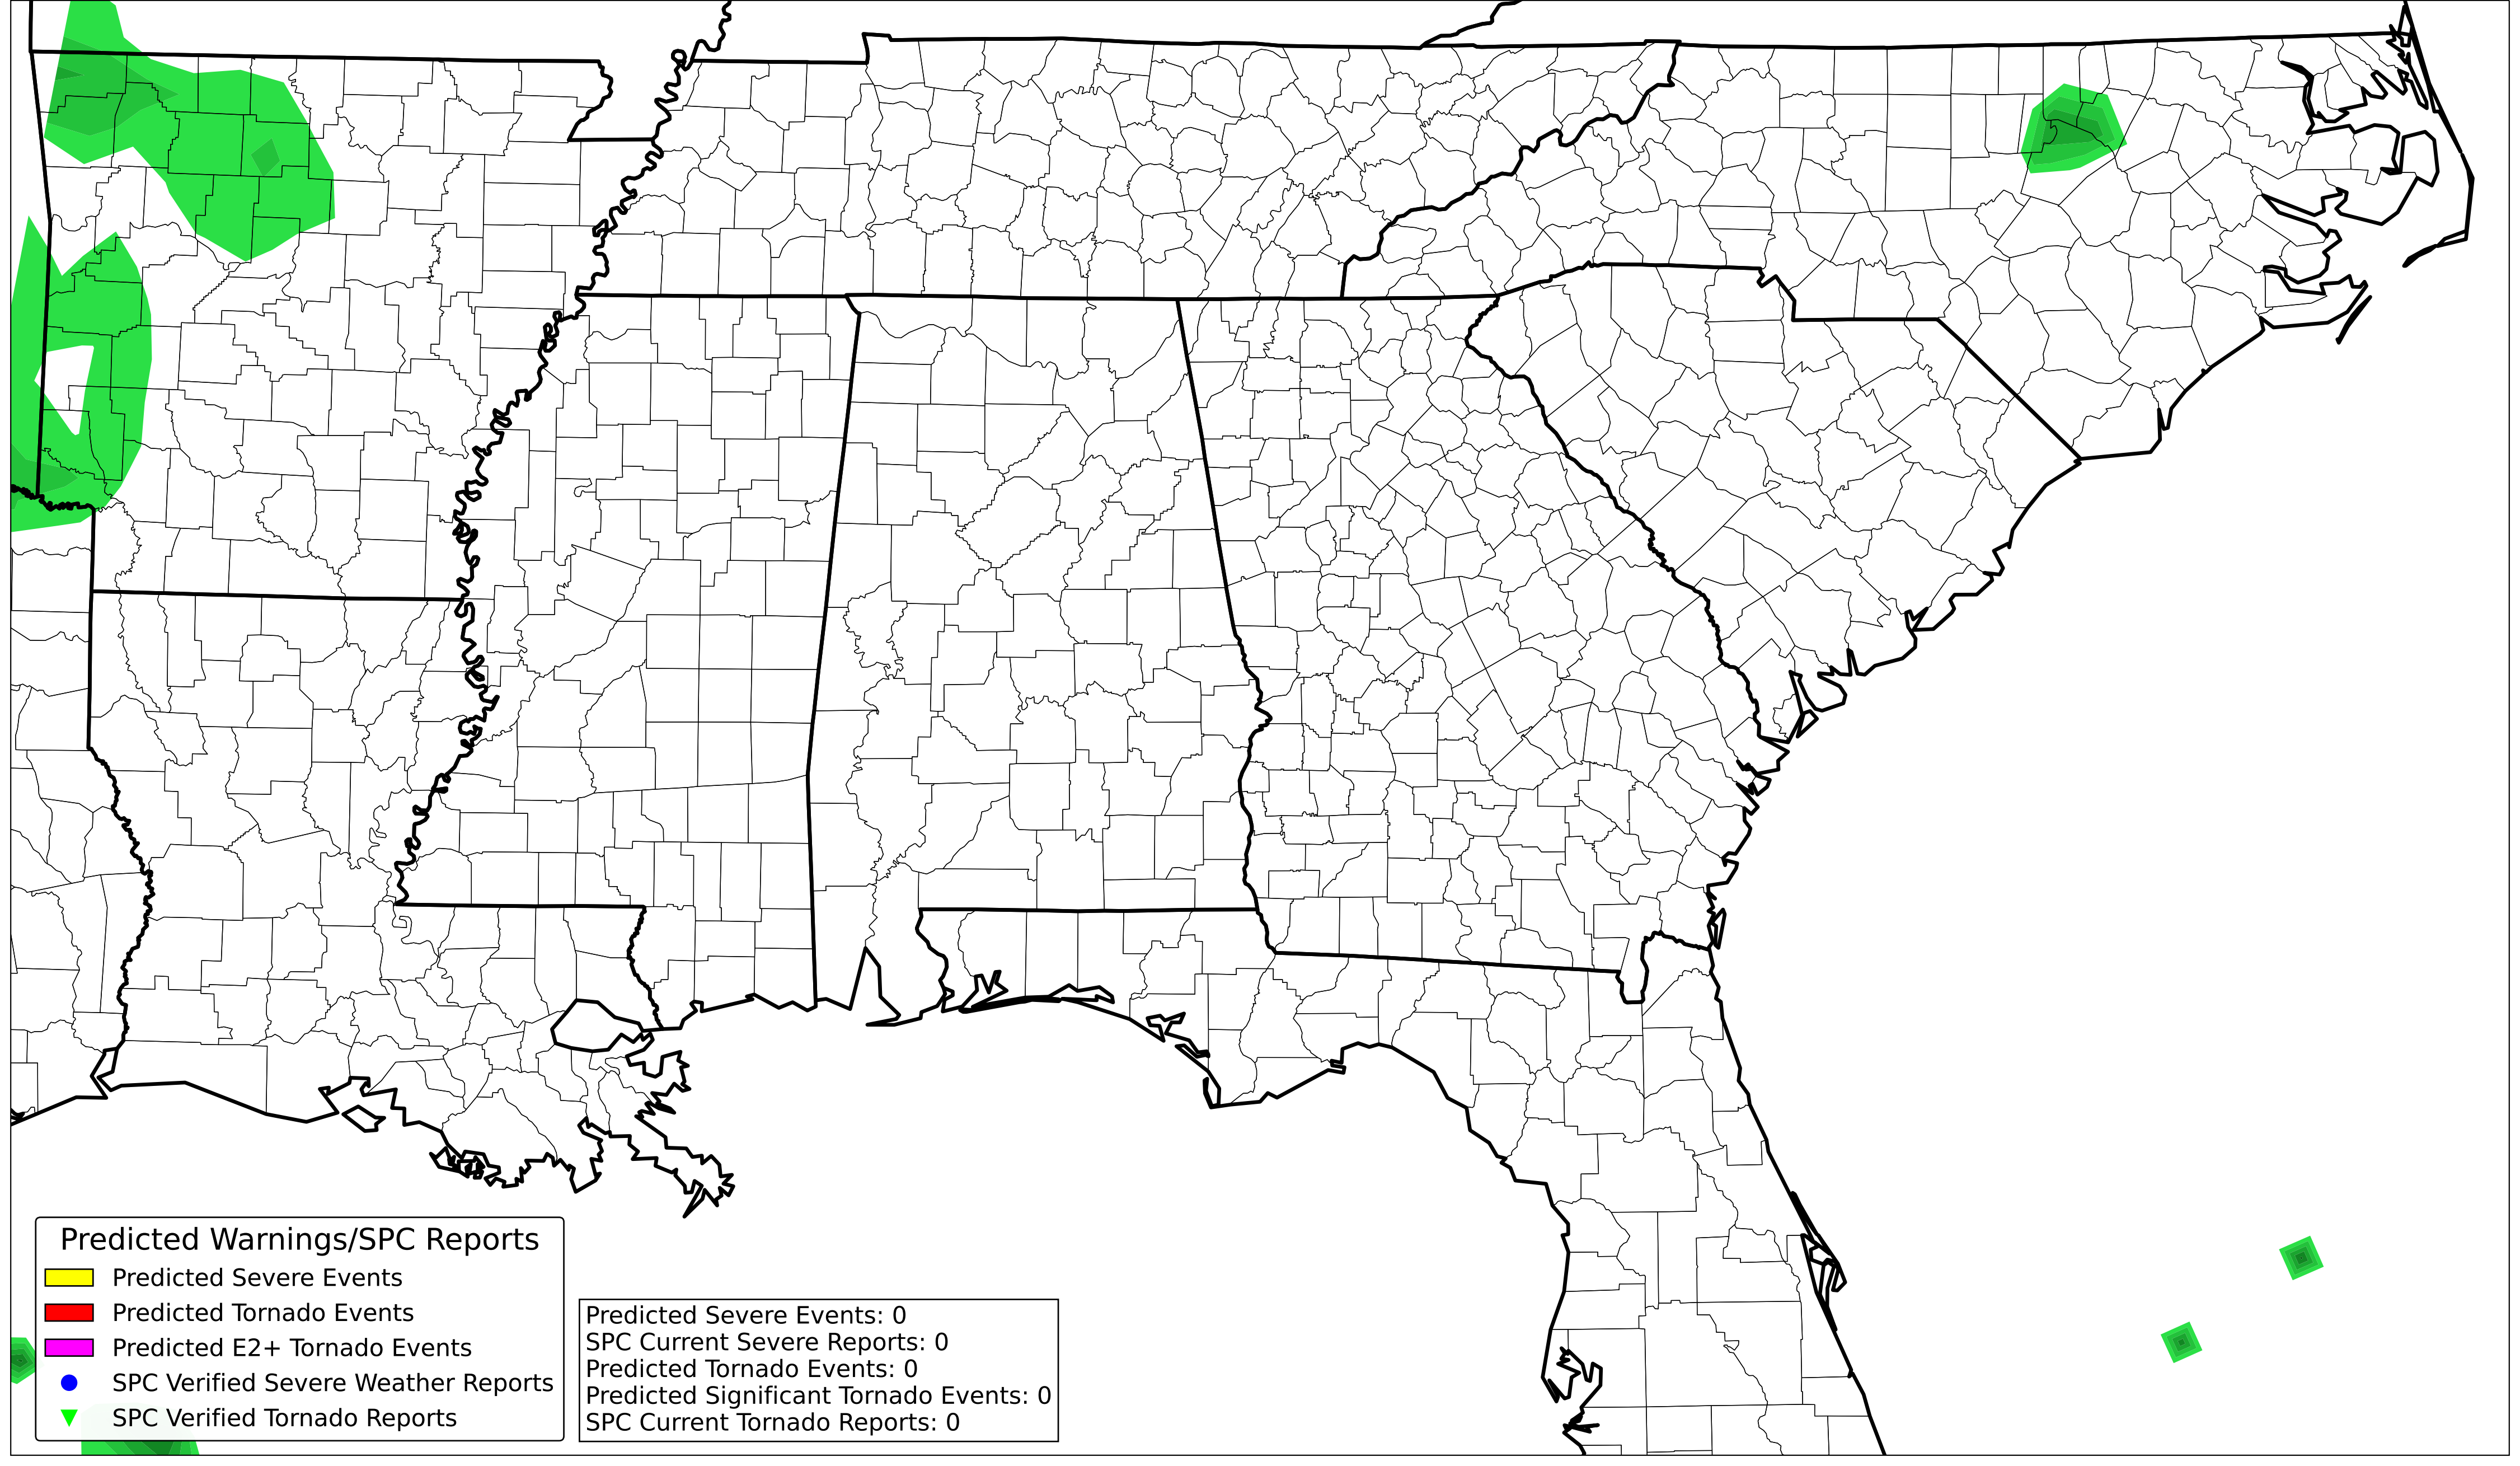 Predicted Warnings/SPC Reports
Predicted Severe Events
Predicted Tornado Events
Predicted E2+ Tornado Events
SPC Verified Severe Weather Reports
SPC Verified Tornado Reports
Predicted Severe Events: 0
SPC Current Severe Reports: 0
Predicted Tornado Events: 0
Predicted Significant Tornado Events: 0
SPC Current Tornado Reports: 0